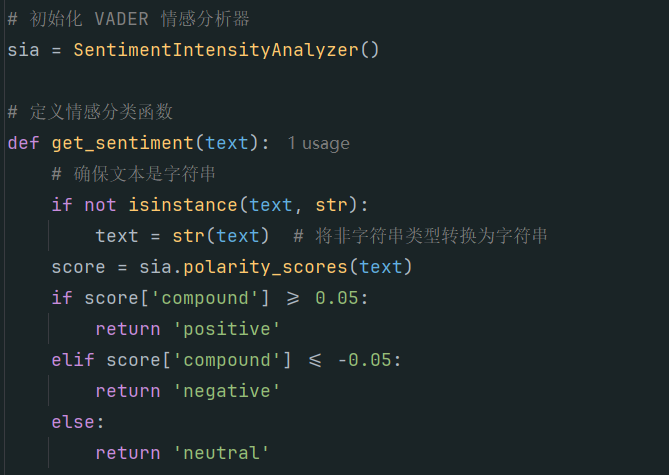 # 初始化 VADER 情感分析器
sia = SentimentIntensityAnalyzer()
# 定义情感分类函数
def get_sentiment(text): 1 usage
# 确保文本是字符串
if not isinstance(text, str):
text = str(text)  # 将非字符串类型转换为字符串
score = sia.polarity_scores(text)
if score['compound'] ⩾ 0.05:
return 'positive'
elif score['compound'] ⩽ -0.05:
return 'negative'
else:
return 'neutral'